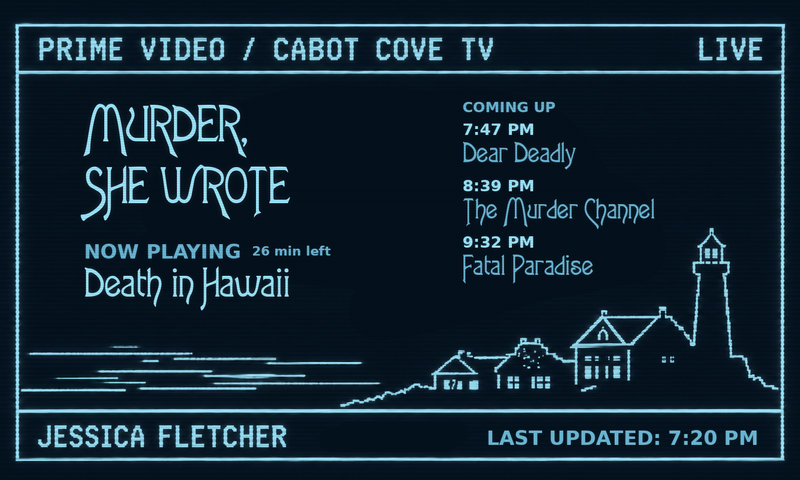 PRIME VIDEO / CABOT COVE TV
LIVE
MURDER,
SHE WROTE
NOW PLAYING 26 min left
Death in Hawaii
COMING UP
7:47 PM
Dear Deadly
8:39 PM
The Murder Channel
9:32 PM
Fatal Paradise
JESSICA FLETCHER
LAST UPDATED: 7:20 PM